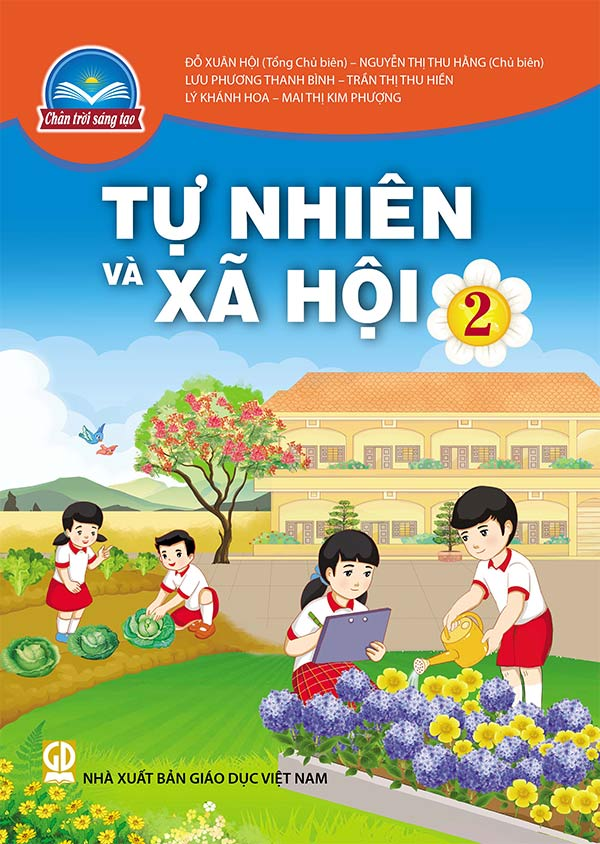 ĐỖ XUÂN HỘI (Tổng Chủ biên) – NGUYỄN THỊ THU HẰNG (Chủ biên)
LƯU PHƯƠNG THANH BÌNH – TRẦN THỊ THU HIỀN
LÝ KHÁNH HOA – MAI THỊ KIM PHƯỢNG
Chân trời sáng tạo
TỰ NHIÊN
VÀ XÃ HỘI 2
GD
NHÀ XUẤT BẢN GIÁO DỤC VIỆT NAM